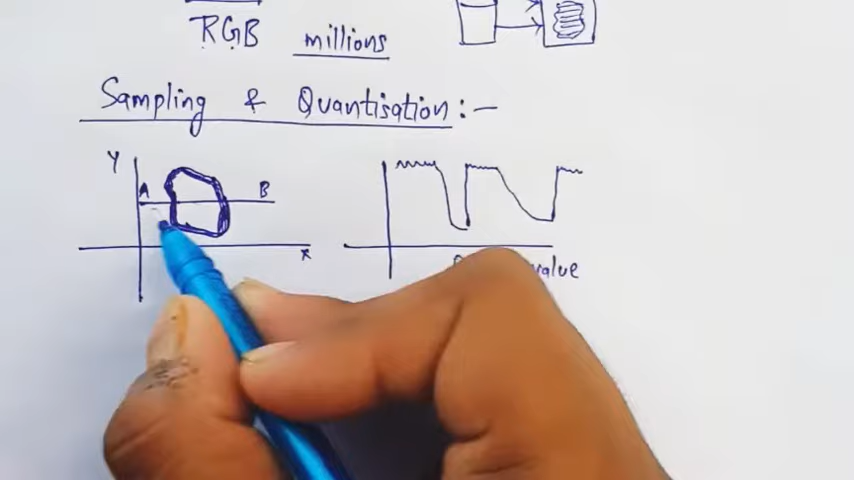 RGB millions
Sampling & Quantisation :-
Y
A B
X
value